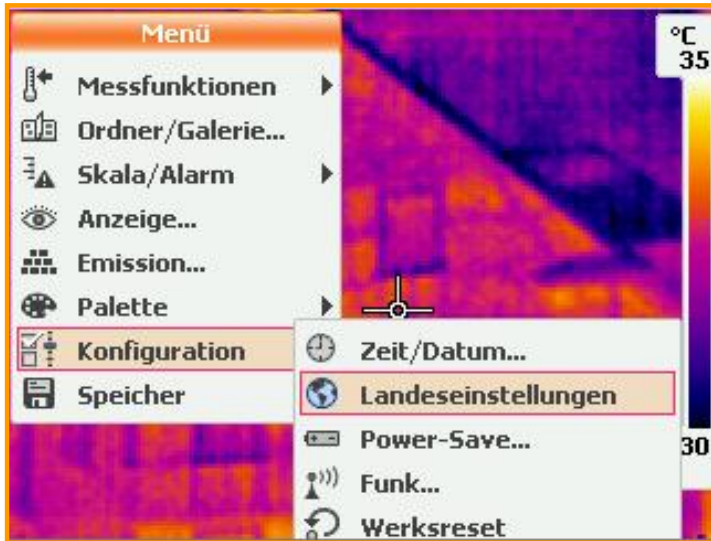 Menü
Messfunktionen
Ordner/Galerie...
Skala/Alarm
Anzeige...
Emission...
Palette
Konfiguration
Speicher
Zeit/Datum...
Landeseinstellungen
Power-Save...
Funk...
Werksreset
°C
35
30